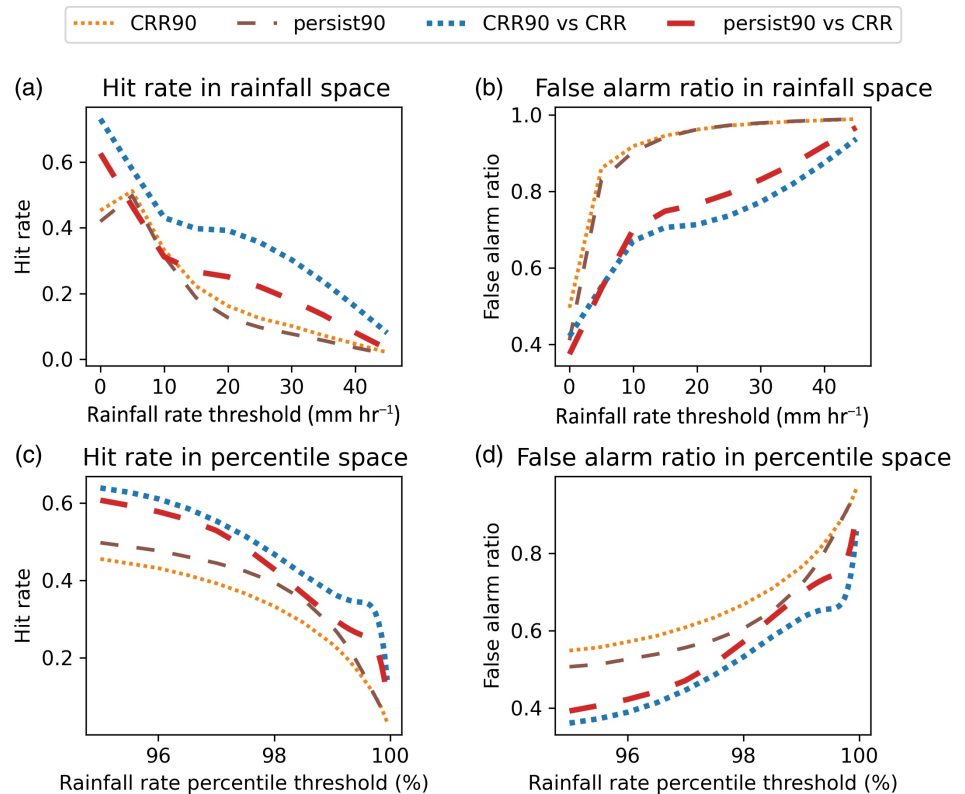 CRR90 persist90 CRR90 vs CRR persist90 vs CRR
(a) Hit rate in rainfall space
Hit rate
0.6
0.4
0.2
0.0
0 10 20 30 40
Rainfall rate threshold (mm hr⁻¹)
(b) False alarm ratio in rainfall space
False alarm ratio
1.0
0.8
0.6
0.4
0 10 20 30 40
Rainfall rate threshold (mm hr⁻¹)
(c) Hit rate in percentile space
Hit rate
0.6
0.4
0.2
96 98 100
Rainfall rate percentile threshold (%)
(d) False alarm ratio in percentile space
False alarm ratio
0.8
0.6
0.4
96 98 100
Rainfall rate percentile threshold (%)